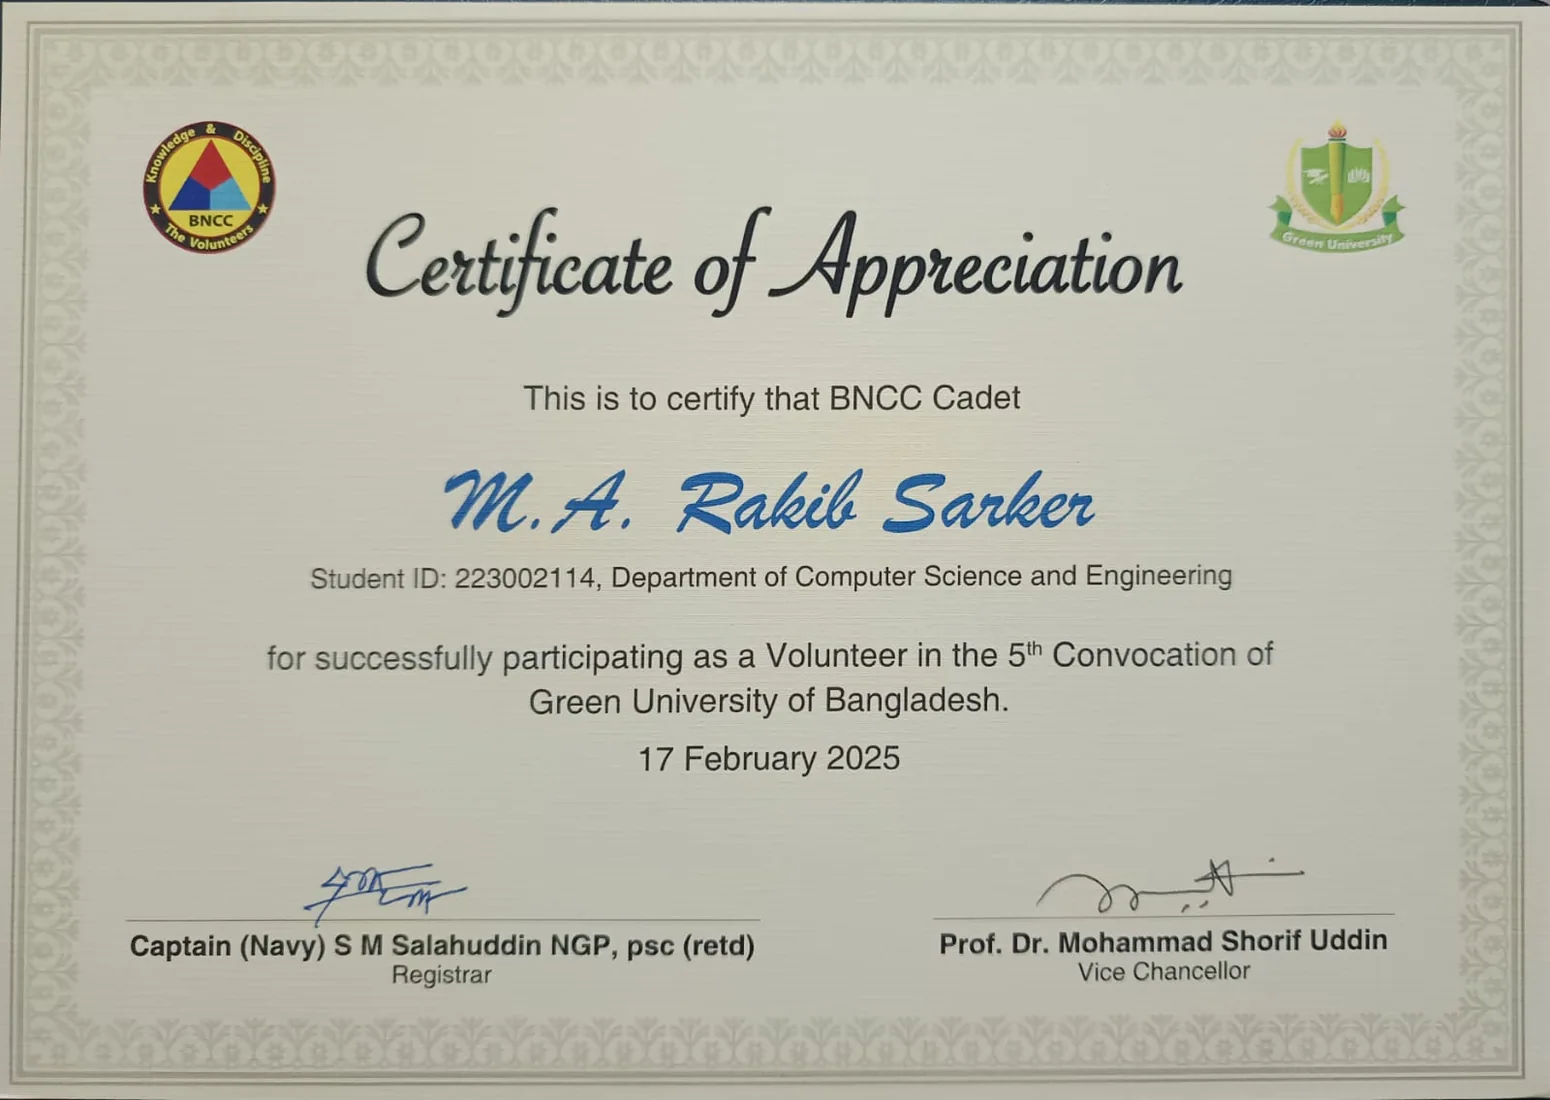 Knowledge & Discipline
BNCC
The Volunteers
Green University
Certificate of Appreciation
This is to certify that BNCC Cadet
M.A. Rakib Sarker
Student ID: 223002114, Department of Computer Science and Engineering
for successfully participating as a Volunteer in the 5th Convocation of
Green University of Bangladesh.
17 February 2025
Captain (Navy) S M Salahuddin NGP, psc (retd)
Registrar
Prof. Dr. Mohammad Shorif Uddin
Vice Chancellor